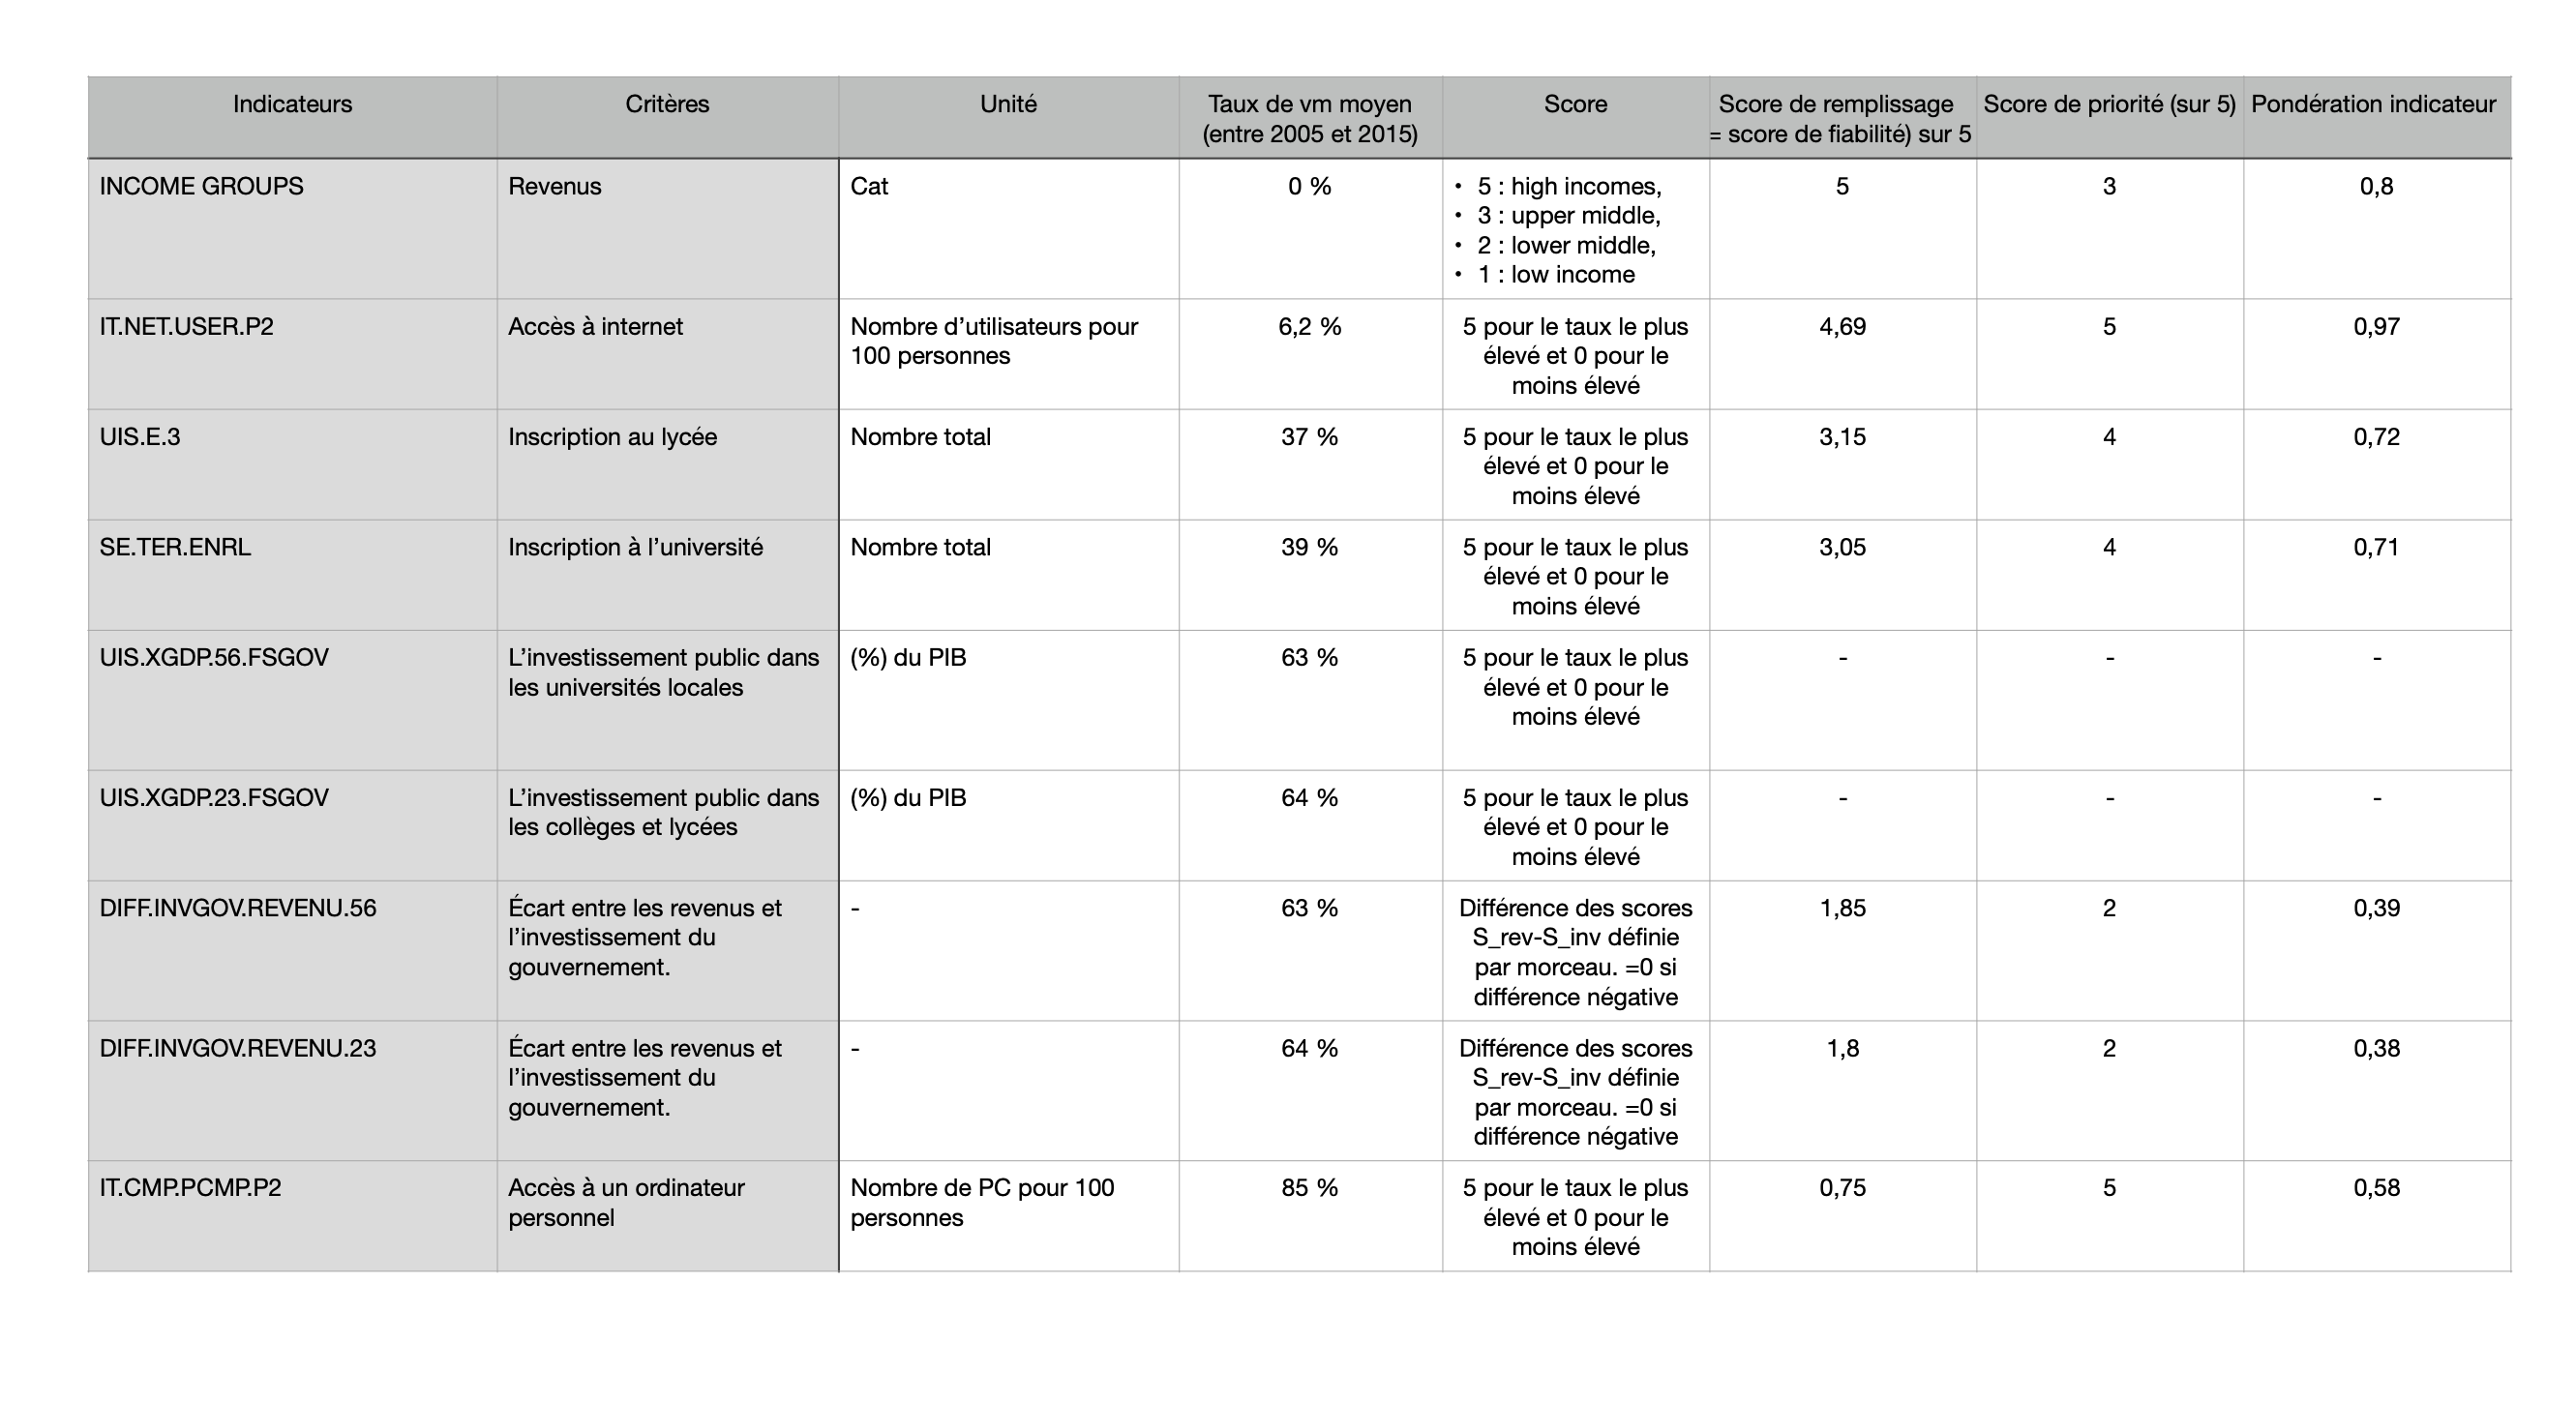 Indicateurs
Critères
Unité
Taux de vm moyen
(entre 2005 et 2015)
Score
Score de remplissage
= score de fiabilité) sur 5
Score de priorité (sur 5)
Pondération indicateur
INCOME GROUPS
Revenus
Cat
0 %
• 5 : high incomes,
• 3 : upper middle,
• 2 : lower middle,
• 1 : low income
5
3
0,8
IT.NET.USER.P2
Accès à internet
Nombre d’utilisateurs pour
100 personnes
6,2 %
5 pour le taux le plus
élevé et 0 pour le
moins élevé
4,69
5
0,97
UIS.E.3
Inscription au lycée
Nombre total
37 %
5 pour le taux le plus
élevé et 0 pour le
moins élevé
3,15
4
0,72
SE.TER.ENRL
Inscription à l’université
Nombre total
39 %
5 pour le taux le plus
élevé et 0 pour le
moins élevé
3,05
4
0,71
UIS.XGDP.56.FSGOV
L’investissement public dans
les universités locales
(%) du PIB
63 %
5 pour le taux le plus
élevé et 0 pour le
moins élevé
-
-
-
UIS.XGDP.23.FSGOV
L’investissement public dans
les collèges et lycées
(%) du PIB
64 %
5 pour le taux le plus
élevé et 0 pour le
moins élevé
-
-
-
DIFF.INVGOV.REVENU.56
Écart entre les revenus et
l’investissement du
gouvernement.
-
63 %
Différence des scores
S_rev-S_inv définie
par morceau. =0 si
différence négative
1,85
2
0,39
DIFF.INVGOV.REVENU.23
Écart entre les revenus et
l’investissement du
gouvernement.
-
64 %
Différence des scores
S_rev-S_inv définie
par morceau. =0 si
différence négative
1,8
2
0,38
IT.CMP.PCMP.P2
Accès à un ordinateur
personnel
Nombre de PC pour 100
personnes
85 %
5 pour le taux le plus
élevé et 0 pour le
moins élevé
0,75
5
0,58